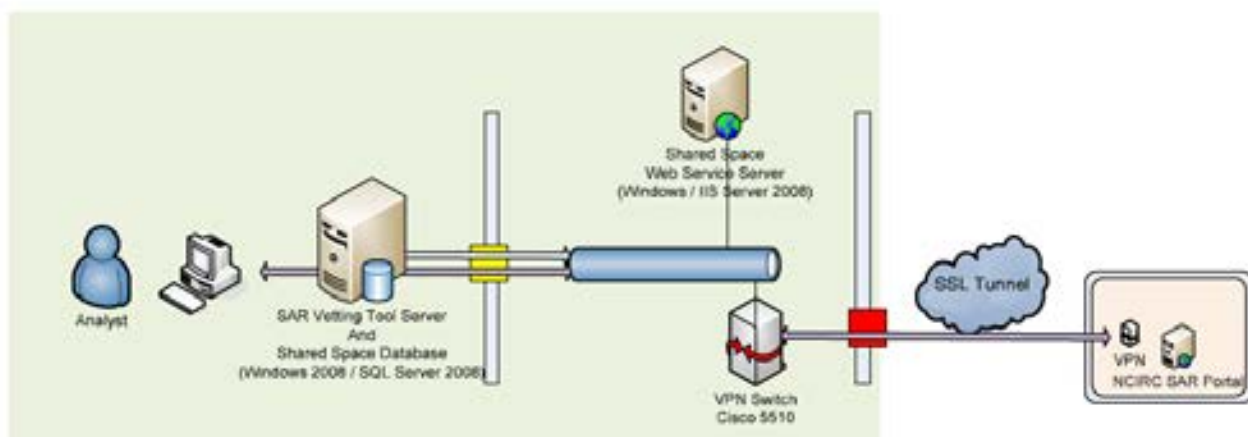 Shared Space
Web Service Server
(Windows / IIS Server 2008)
Analyst
SAR Vetting Tool Server
And
Shared Space Database
(Windows 2008 / SQL Server 2008)
VPN Switch
Cisco 5510
SSL Tunnel
VPN
NCIRC SAR Portal